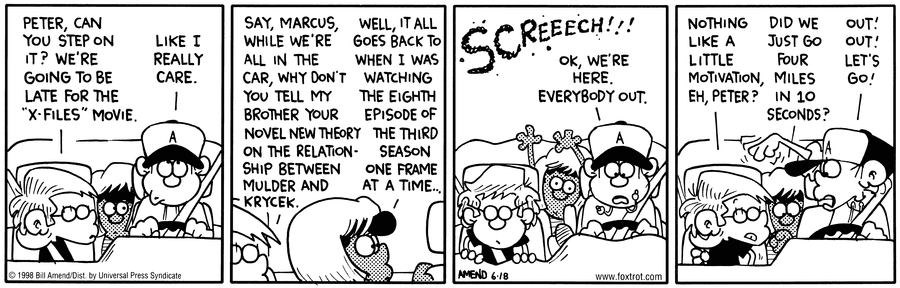 PETER, CAN
YOU STEP ON
IT? WE'RE
GOING TO BE
LATE FOR THE
"X-FILES" MOVIE.
LIKE I
REALLY
CARE.
A
© 1998 Bill Amend/Dist. by Universal Press Syndicate
SAY, MARCUS,
WHILE WE'RE
ALL IN THE
CAR, WHY DON'T
YOU TELL MY
BROTHER YOUR
NOVEL NEW THEORY
ON THE RELATION-
SHIP BETWEEN
MULDER AND
KRYCEK.
WELL, IT ALL
GOES BACK TO
WHEN I WAS
WATCHING
THE EIGHTH
EPISODE OF
THE THIRD
SEASON
ONE FRAME
AT A TIME...
SCREEECH!!!
OK, WE'RE
HERE.
EVERYBODY OUT.
A
AMEND 6-18
www.foxtrot.com
NOTHING
LIKE A
LITTLE
MOTIVATION,
EH, PETER?
DID WE
JUST GO
FOUR
MILES
IN 10
SECONDS?
OUT!
OUT!
LET'S
GO!
A